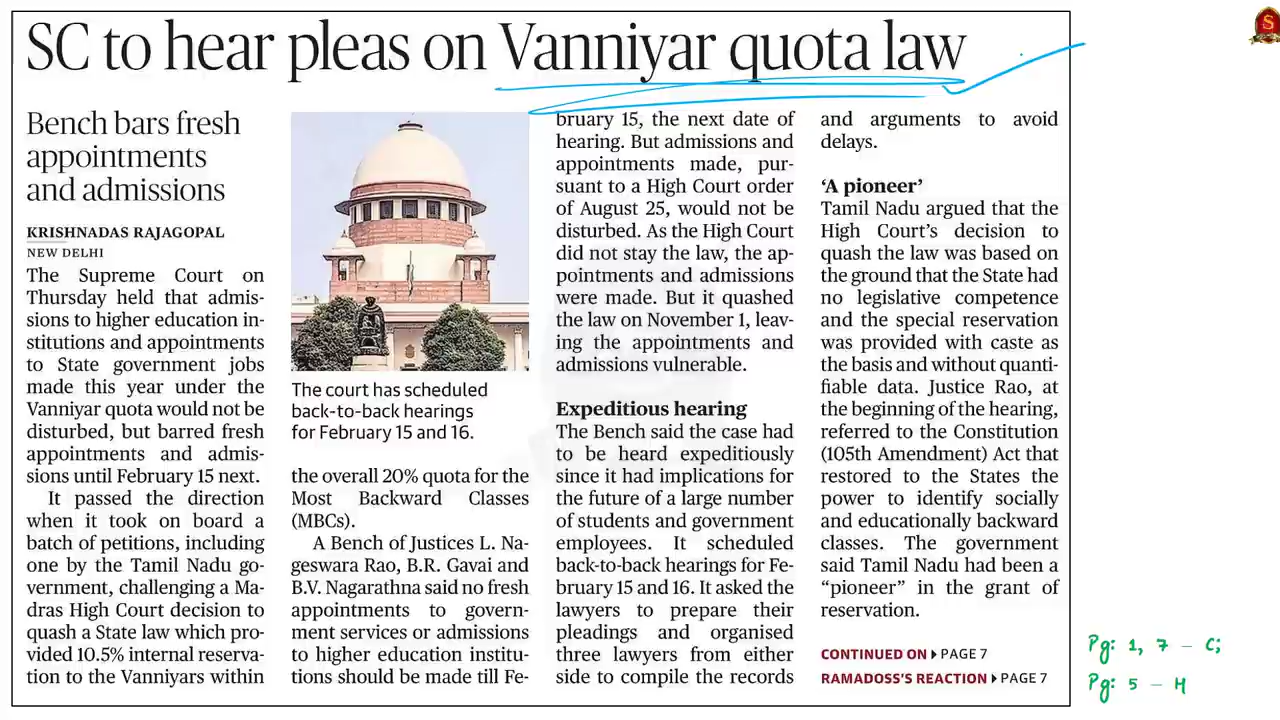 SC to hear pleas on Vanniyar quota law
Bench bars fresh
appointments
and admissions
KRISHNADAS RAJAGOPAL
NEW DELHI
The Supreme Court on
Thursday held that admis-
sions to higher education in-
stitutions and appointments
to State government jobs
made this year under the
Vanniyar quota would not be
disturbed, but barred fresh
appointments and admis-
sions until February 15 next.
It passed the direction
when it took on board a
batch of petitions, including
one by the Tamil Nadu go-
vernment, challenging a Ma-
dras High Court decision to
quash a State law which pro-
vided 10.5% internal reserva-
tion to the Vanniyars within
The court has scheduled
back-to-back hearings
for February 15 and 16.
the overall 20% quota for the
Most Backward Classes
(MBCs).
A Bench of Justices L. Na-
geswara Rao, B.R. Gavai and
B.V. Nagarathna said no fresh
appointments to govern-
ment services or admissions
to higher education institu-
tions should be made till Fe-
bruary 15, the next date of
hearing. But admissions and
appointments made, pur-
suant to a High Court order
of August 25, would not be
disturbed. As the High Court
did not stay the law, the ap-
pointments and admissions
were made. But it quashed
the law on November 1, leav-
ing the appointments and
admissions vulnerable.
Expeditious hearing
The Bench said the case had
to be heard expeditiously
since it had implications for
the future of a large number
of students and government
employees. It scheduled
back-to-back hearings for Fe-
bruary 15 and 16. It asked the
lawyers to prepare their
pleadings and organised
three lawyers from either
side to compile the records
and arguments to avoid
delays.
‘A pioneer’
Tamil Nadu argued that the
High Court’s decision to
quash the law was based on
the ground that the State had
no legislative competence
and the special reservation
was provided with caste as
the basis and without quanti-
fiable data. Justice Rao, at
the beginning of the hearing,
referred to the Constitution
(105th Amendment) Act that
restored to the States the
power to identify socially
and educationally backward
classes. The government
said Tamil Nadu had been a
“pioneer” in the grant of
reservation.
CONTINUED ON PAGE 7
RAMADOSS’S REACTION PAGE 7
Pg: 1, 7 – C;
Pg: 5 – H
S